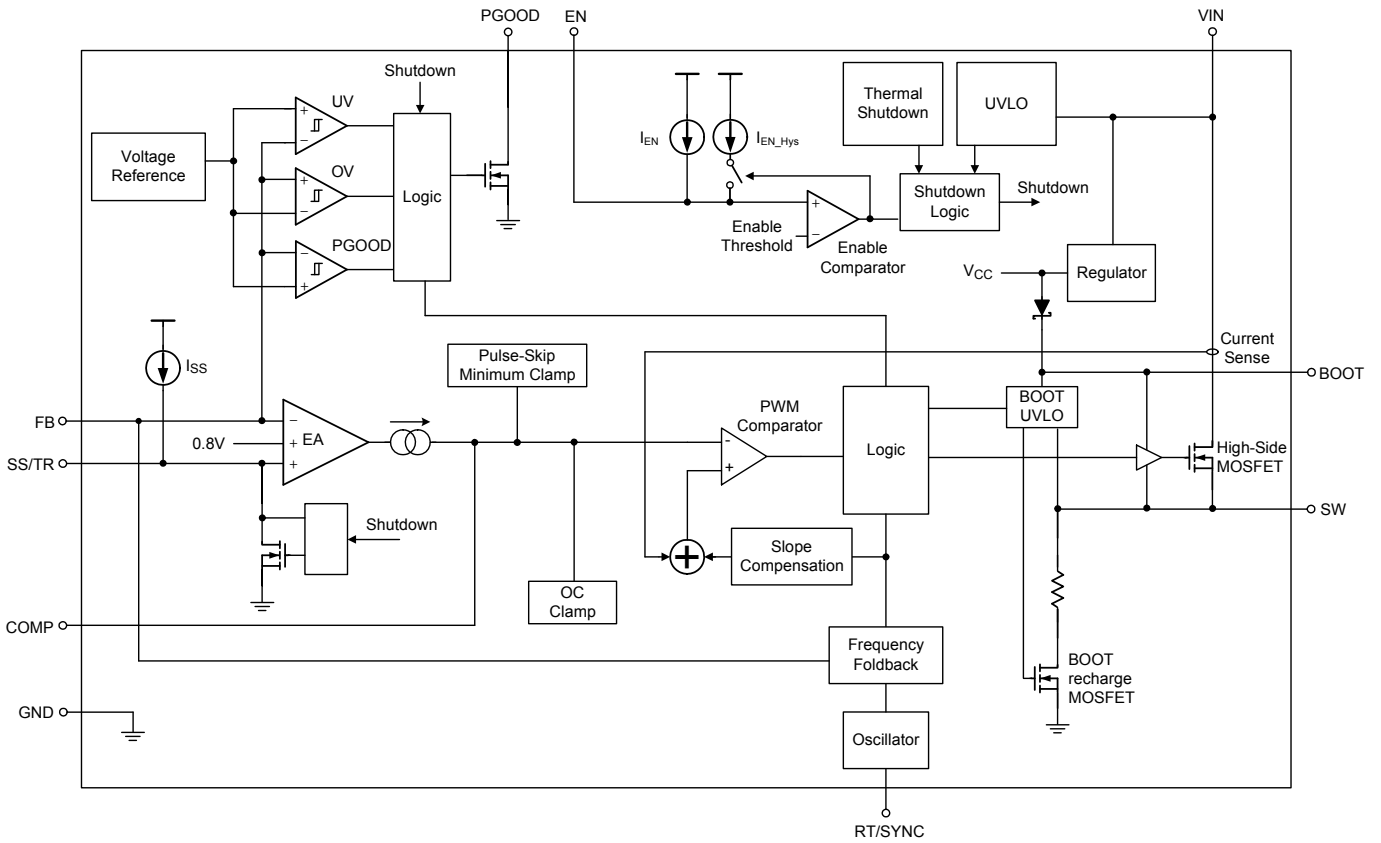 PGOOD
EN
VIN
Shutdown
UV
Voltage
Reference
OV
Logic
PGOOD
IEN
IEN_Hys
Thermal
Shutdown
UVLO
Shutdown
Logic
Shutdown
+
−
+
−
−
+
+
−
Enable
Threshold
Enable
Comparator
VCC
Regulator
ISS
Current
Sense
BOOT
Pulse-Skip
Minimum Clamp
BOOT
UVLO
FB
0.8V
SS/TR
−
+
+
EA
PWM
Comparator
-
+
Logic
High-Side
MOSFET
SW
Shutdown
+
Slope
Compensation
OC
Clamp
COMP
Frequency
Foldback
BOOT
recharge
MOSFET
GND
Oscillator
RT/SYNC